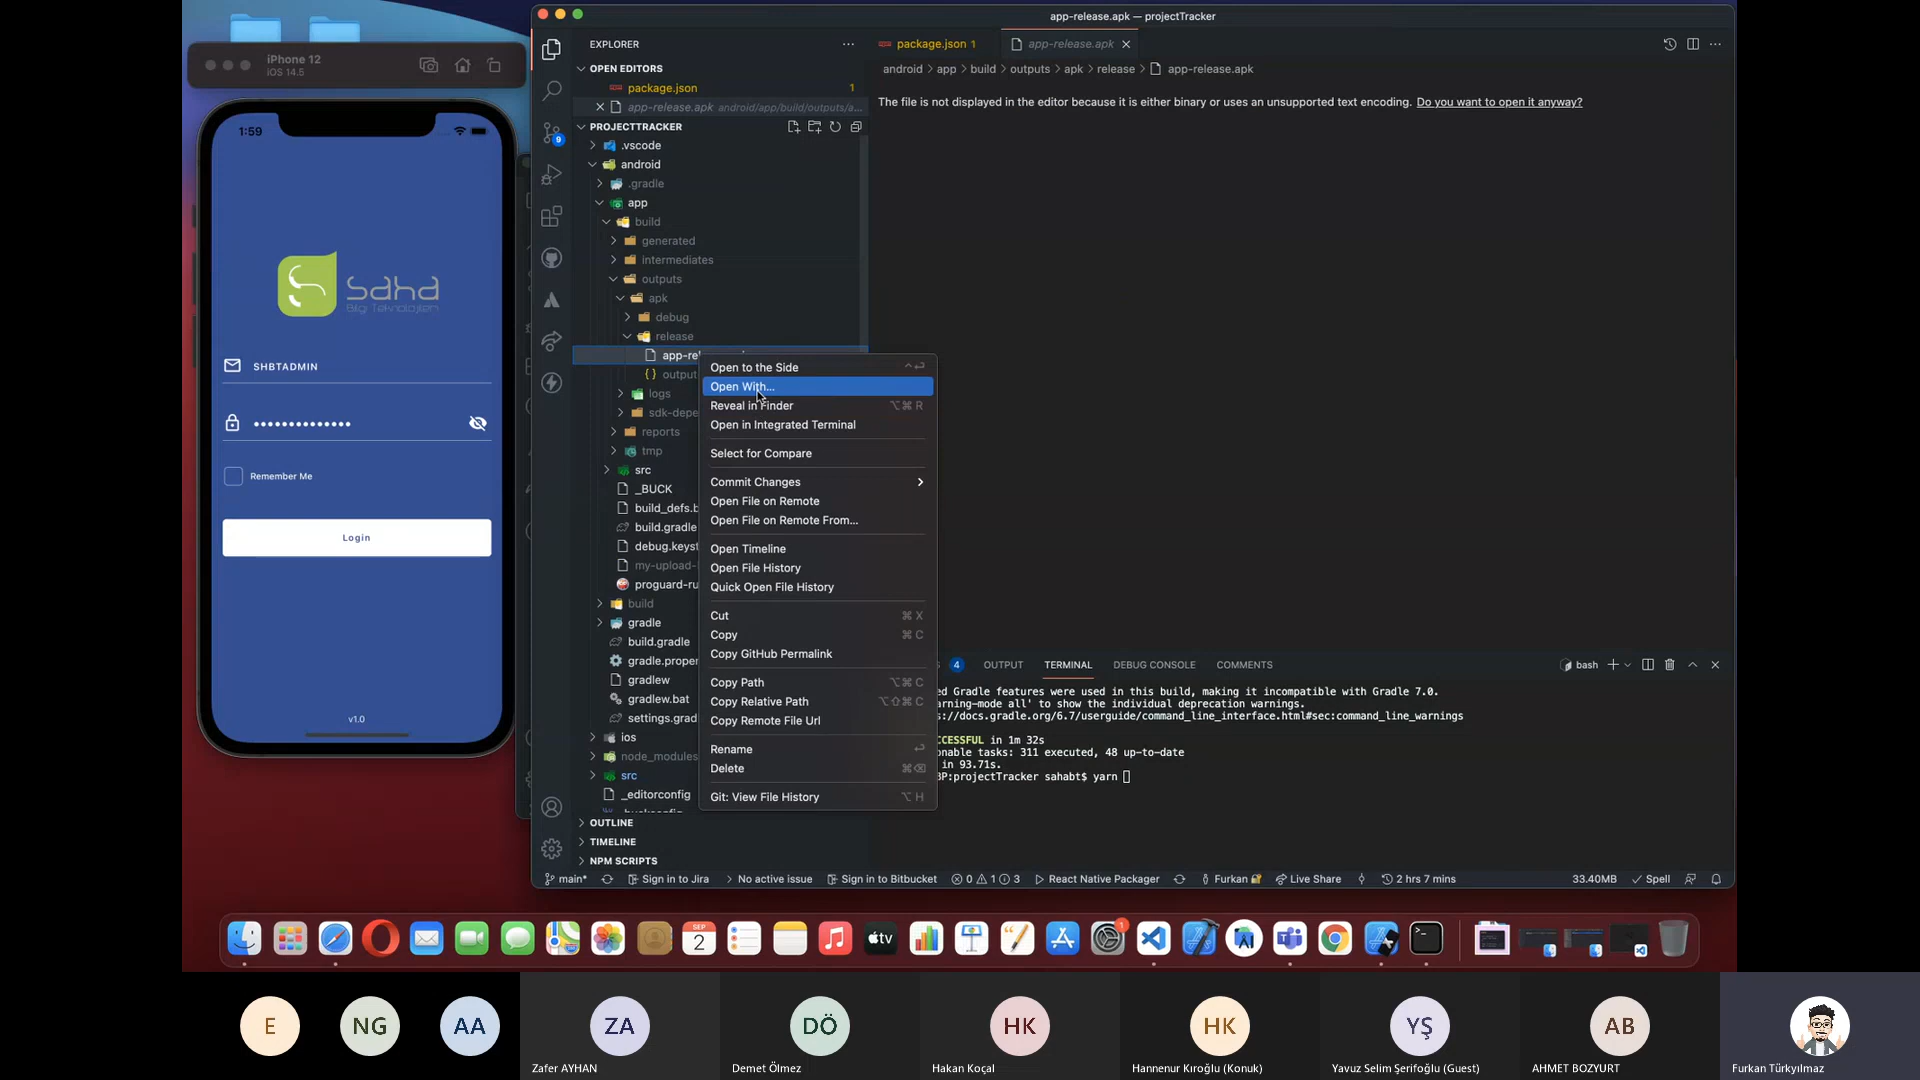 iPhone 12
iOS 14.5
1:59
saha
Bilgi Teknolojileri
SHBTADMIN
••••••••••••••
Remember Me
Login
v1.0
app-release.apk — projectTracker
EXPLORER
OPEN EDITORS
package.json 1
app-release.apk android/app/build/outputs/a...
9
PROJECTTRACKER
.vscode
android
.gradle
app
build
generated
intermediates
outputs
apk
debug
release
app-rel
output
logs
sdk-depe
reports
tmp
src
_BUCK
build_defs.b
build.gradle
debug.keyst
my-upload-
proguard-ru
build
gradle
build.gradle
gradle.proper
gradlew
gradlew.bat
settings.grad
ios
node_modules
src
_editorconfig
OUTLINE
TIMELINE
NPM SCRIPTS
package.json 1
app-release.apk
android > app > build > outputs > apk > release > app-release.apk
The file is not displayed in the editor because it is either binary or uses an unsupported text encoding. Do you want to open it anyway?
Open to the Side ⌃⏎
Open With...
Reveal in Finder ⌥⌘R
Open in Integrated Terminal
Select for Compare
Commit Changes
Open File on Remote
Open File on Remote From...
Open Timeline
Open File History
Quick Open File History
Cut ⌘X
Copy ⌘C
Copy GitHub Permalink
Copy Path ⌥⌘C
Copy Relative Path ⌥⇧⌘C
Copy Remote File Url
Rename ⏎
Delete ⌘⌫
Git: View File History ⌥H
4 OUTPUT TERMINAL DEBUG CONSOLE COMMENTS
bash
ed Gradle features were used in this build, making it incompatible with Gradle 7.0.
arning-mode all' to show the individual deprecation warnings.
s://docs.gradle.org/6.7/userguide/command_line_interface.html#sec:command_line_warnings
CCESSFUL in 1m 32s
onable tasks: 311 executed, 48 up-to-date
in 93.71s.
BP:projectTracker sahabt$ yarn
main* Sign in to Jira No active issue Sign in to Bitbucket 0 1 3 React Native Packager Furkan Live Share 2 hrs 7 mins 33.40MB Spell
SEP
2
tv
1
E
NG
AA
ZA
Zafer AYHAN
DÖ
Demet Ölmez
HK
Hakan Koçal
HK
Hannenur Kıroğlu (Konuk)
YŞ
Yavuz Selim Şerifoğlu (Guest)
AB
AHMET BOZYURT
Furkan Türkyılmaz